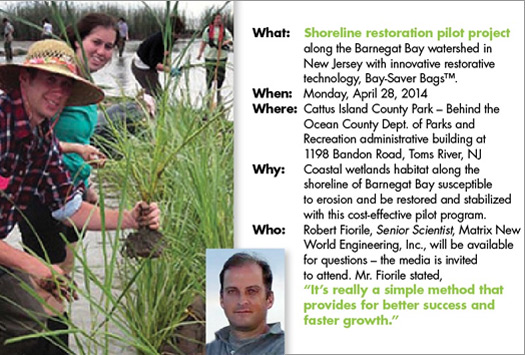 What: Shoreline restoration pilot project
along the Barnegat Bay watershed in
New Jersey with innovative restorative
technology, Bay-Saver Bags™.
When: Monday, April 28, 2014
Where: Cattus Island County Park – Behind the
Ocean County Dept. of Parks and
Recreation administrative building at
1198 Bandon Road, Toms River, NJ
Why: Coastal wetlands habitat along the
shoreline of Barnegat Bay susceptible
to erosion and be restored and stabilized
with this cost-effective pilot program.
Who: Robert Fiorile, Senior Scientist, Matrix New
World Engineering, Inc., will be available
for questions – the media is invited
to attend. Mr. Fiorile stated,
“It’s really a simple method that
provides for better success and
faster growth.”